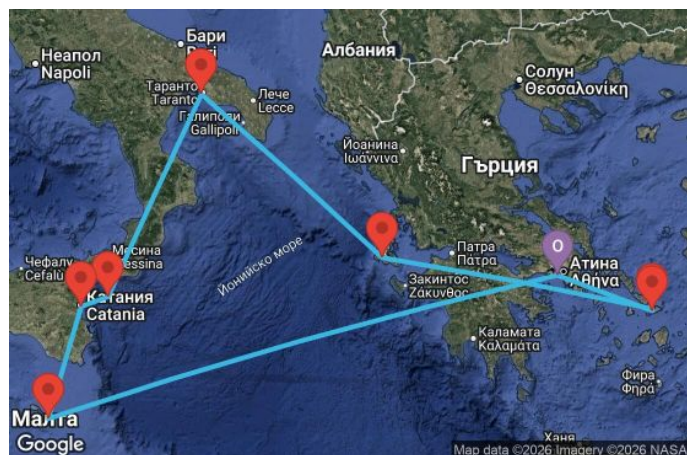 Неапол
Napoli
Бари
Bari
Албания
Солун
Θεσσαλονίκη
Таранто
Taranto
Лече
Lecce
Галиполи
Gallipoli
Йоанина
Ιωάννινα
Гърция
Чефалу
Cefalù
Месина
Messina
Йонийско море
Патра
Πάτρα
О
Атина
Αθήνα
Закинтос
Ζάκυνθος
Катания
Catania
Каламата
Καλαμάτα
Фира
Φηρά
Малта
Google
Ханя
Map data ©2026 Imagery ©2026 NASA